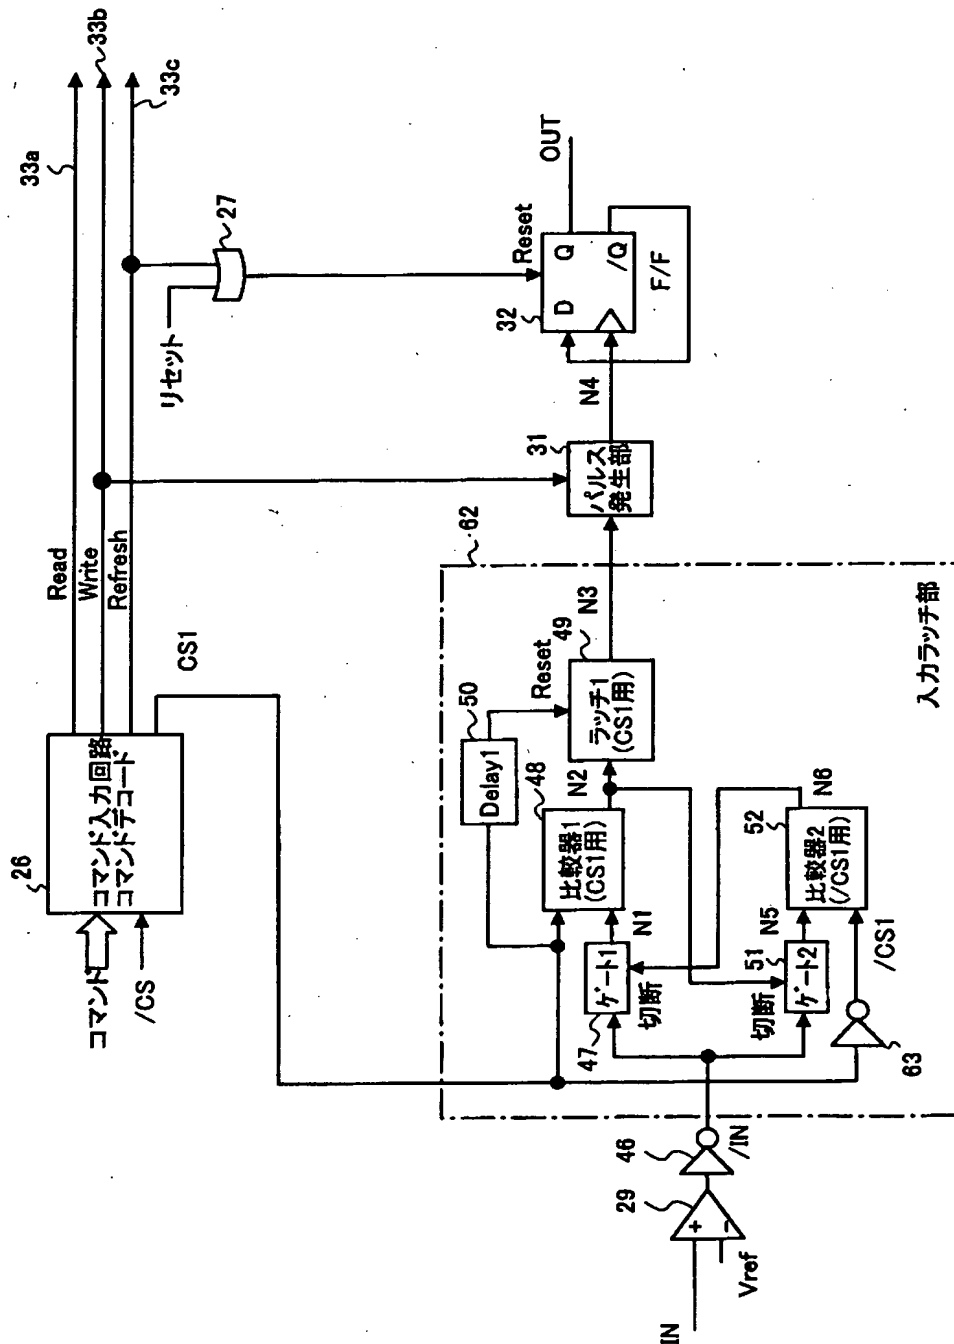 コマンド
/CS
26
コマンド入力回路
コマンドデコード
Read
Write
Refresh
CS1
33a
33b
33c
リセット
27
Reset
32
D
Q
/Q
F/F
OUT
N4
31
パルス
発生部
62
入力ラッチ部
50
Delay1
Reset
49
ラッチ1
(CS1用)
N3
N2
48
比較器1
(CS1用)
N1
47
ゲート1
切断
N6
52
比較器2
(/CS1用)
N5
51
ゲート2
切断
/CS1
63
46
/IN
29
+
-
Vref
IN